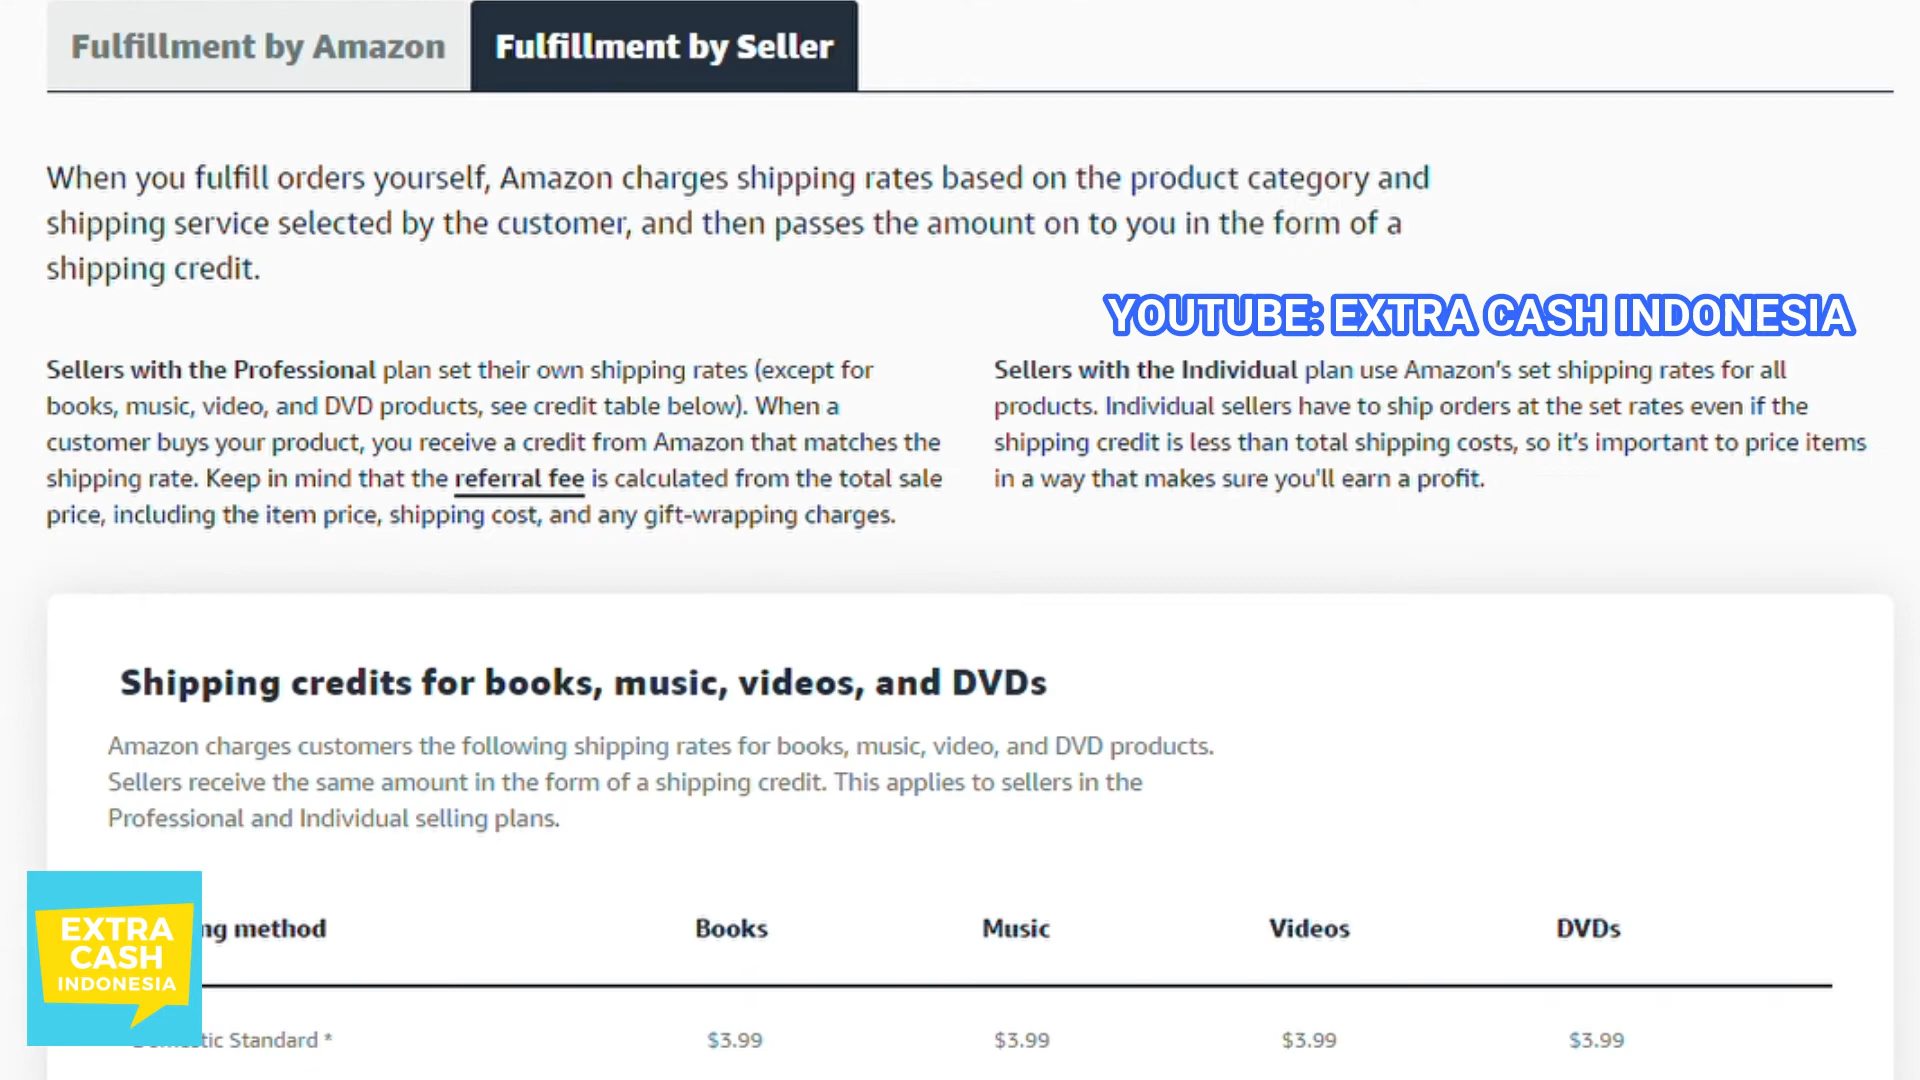 Fulfillment by Amazon
Fulfillment by Seller
When you fulfill orders yourself, Amazon charges shipping rates based on the product category and
shipping service selected by the customer, and then passes the amount on to you in the form of a
shipping credit.
YOUTUBE: EXTRA CASH INDONESIA
Sellers with the Professional plan set their own shipping rates (except for
books, music, video, and DVD products, see credit table below). When a
customer buys your product, you receive a credit from Amazon that matches the
shipping rate. Keep in mind that the referral fee is calculated from the total sale
price, including the item price, shipping cost, and any gift-wrapping charges.
Sellers with the Individual plan use Amazon's set shipping rates for all
products. Individual sellers have to ship orders at the set rates even if the
shipping credit is less than total shipping costs, so it's important to price items
in a way that makes sure you'll earn a profit.
Shipping credits for books, music, videos, and DVDs
Amazon charges customers the following shipping rates for books, music, video, and DVD products.
Sellers receive the same amount in the form of a shipping credit. This applies to sellers in the
Professional and Individual selling plans.
method Books Music Videos DVDs
Standard * $3.99 $3.99 $3.99 $3.99
EXTRA
CASH
INDONESIA